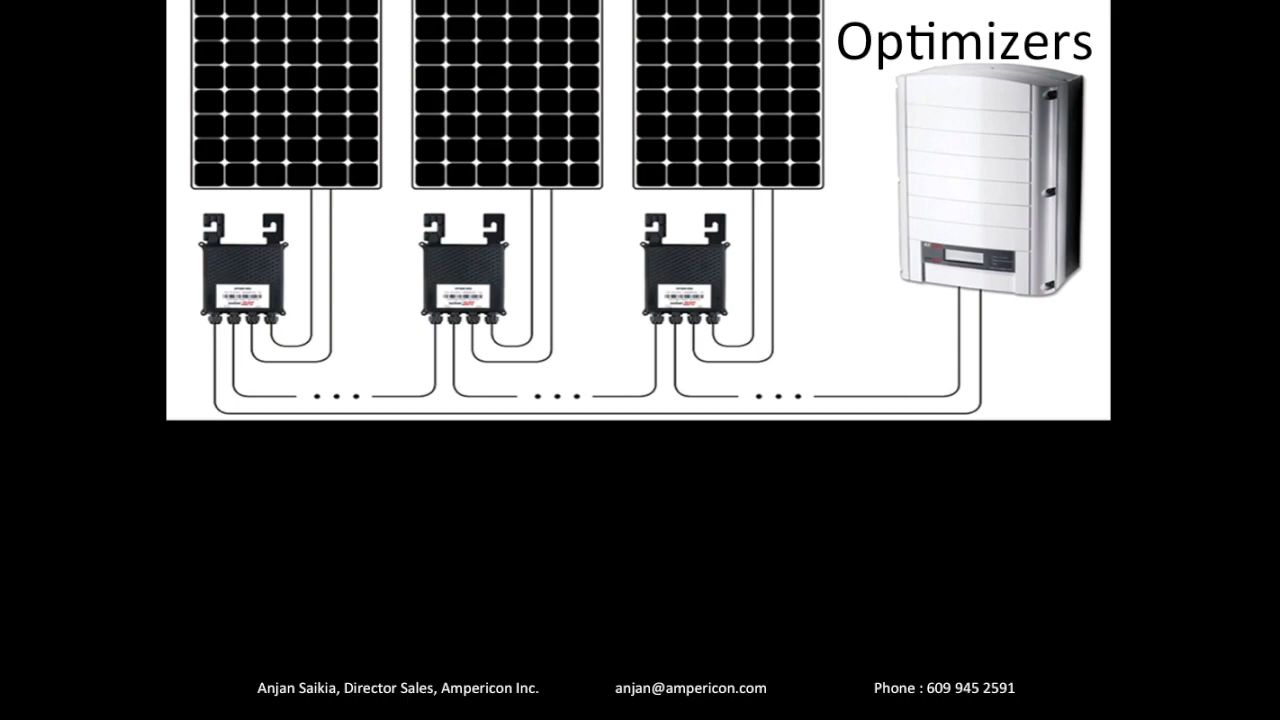 Optimizers
Anjan Saikia, Director Sales, Ampericon Inc. anjan@ampericon.com Phone : 609 945 2591